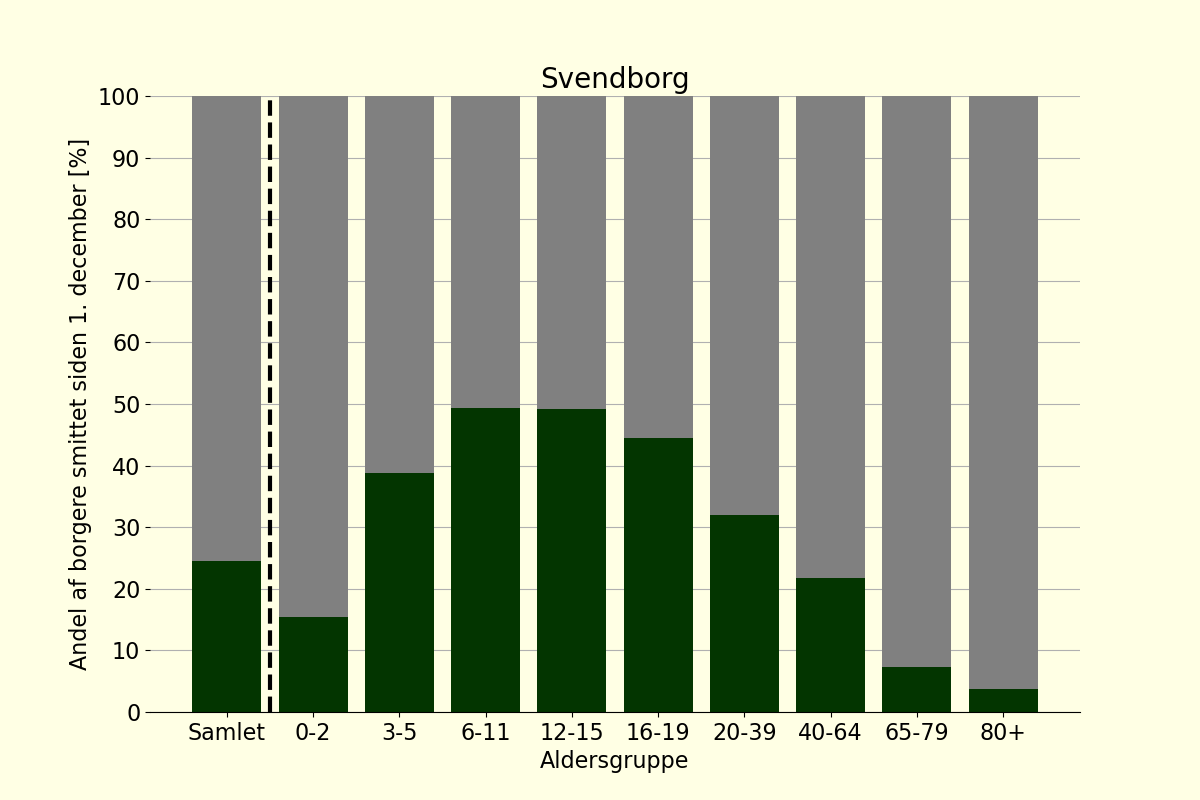 Svendborg
Andel af borgere smittet siden 1. december [%]
100
90
80
70
60
50
40
30
20
10
0
Samlet 0-2 3-5 6-11 12-15 16-19 20-39 40-64 65-79 80+
Aldersgruppe